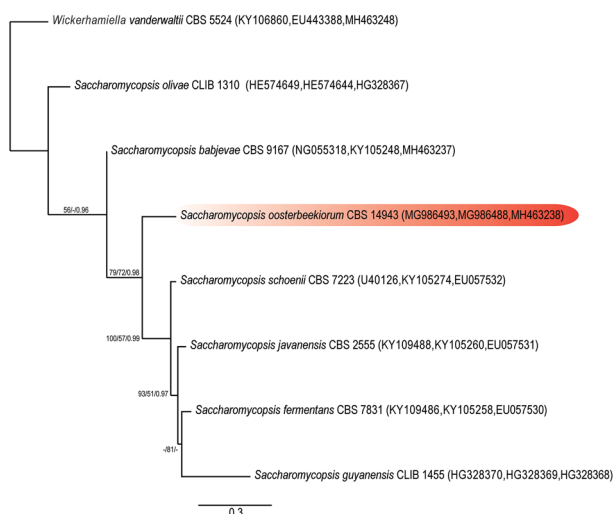 Wickerhamiella vanderwaltii CBS 5524 (KY106860,EU443388,MH463248)
Saccharomycopsis olivae CLIB 1310 (HE574649,HE574644,HG328367)
Saccharomycopsis babjevae CBS 9167 (NG055318,KY105248,MH463237)
56/-/0.96
Saccharomycopsis oosterbeekiorum CBS 14943 (MG986493,MG986488,MH463238)
79/72/0.98
Saccharomycopsis schoenii CBS 7223 (U40126,KY105274,EU057532)
100/57/0.99
Saccharomycopsis javanensis CBS 2555 (KY109488,KY105260,EU057531)
93/51/0.97
Saccharomycopsis fermentans CBS 7831 (KY109486,KY105258,EU057530)
-/81/-
Saccharomycopsis guyanensis CLIB 1455 (HG328370,HG328369,HG328368)
0.3